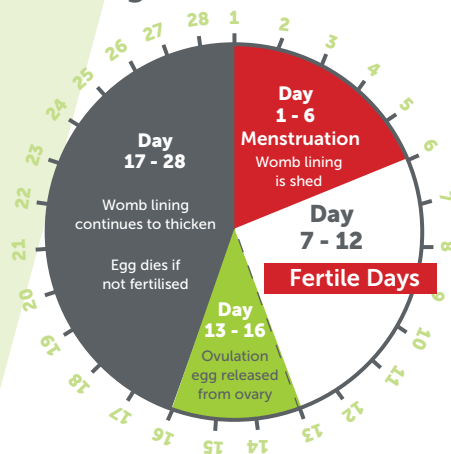 28
1
2
3
4
5
6
7
8
9
10
11
12
13
14
15
16
17
18
19
20
21
22
23
24
25
26
27
Day
1 - 6
Menstruation
Womb lining
is shed
Day
7 - 12
Fertile Days
Day
13 - 16
Ovulation
egg released
from ovary
Day
17 - 28
Womb lining
continues to thicken
Egg dies if
not fertilised